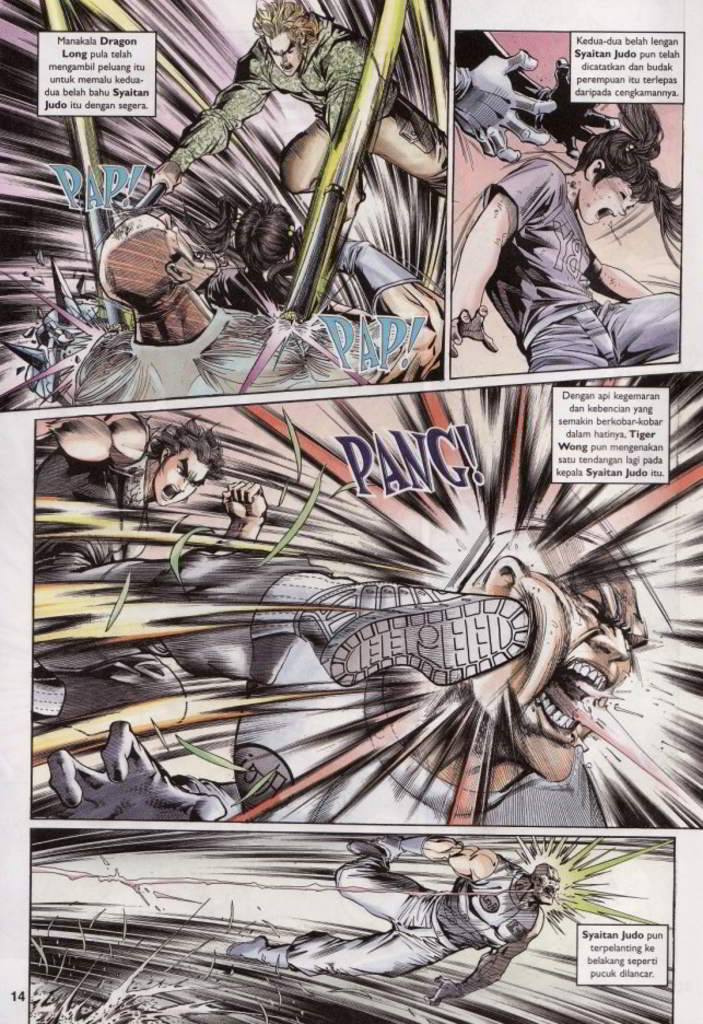 Manakala Dragon
Long pula telah
mengambil peluang itu
untuk memalu kedua-
dua belah bahu Syaitan
Judo itu dengan segera.
PAP!
PAP!
Kedua-dua belah lengan
Syaitan Judo pun telah
dicatatkan dan budak
perempuan itu terlepas
daripada cengkamannya.
Dengan api kegemaran
dan kebencian yang
semakin berkobar-kobar
dalam hatinya, Tiger
Wong pun mengenakan
satu tendangan lagi pada
kepala Syaitan Judo itu.
PANG!
Syaitan Judo pun
terpelanting ke
belakang seperti
pucuk dilancar.
14